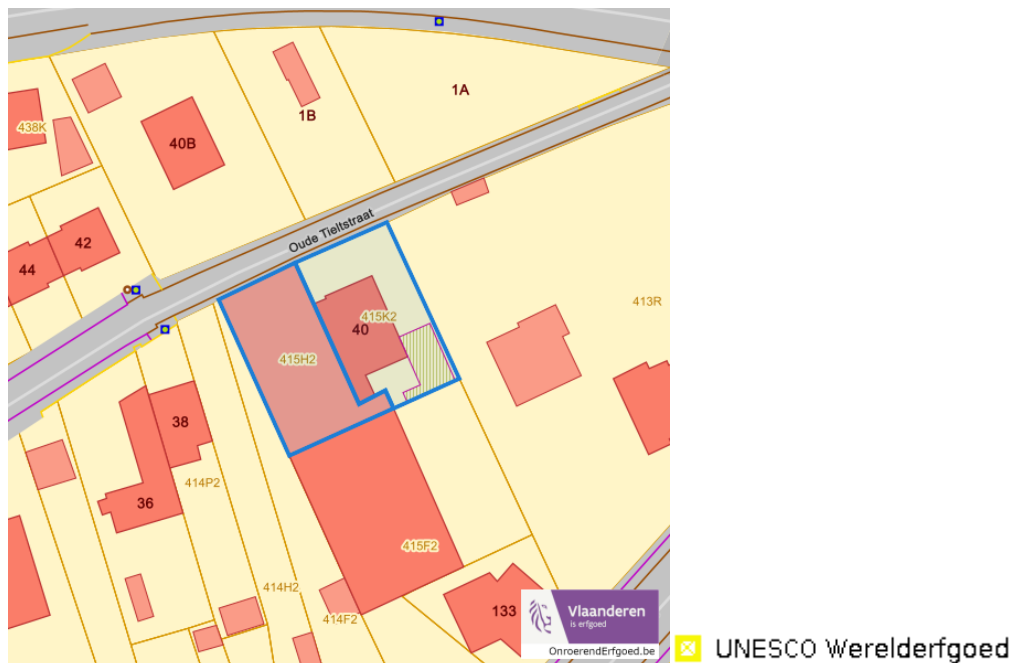 1A
1B
438K
40B
Oude Tieltstraat
42
44
413R
415K2
40
415H2
38
414P2
36
415F2
414H2
414F2
133
Vlaanderen
is erfgoed
OnroerendErfgoed.be
UNESCO Werelderfgoed